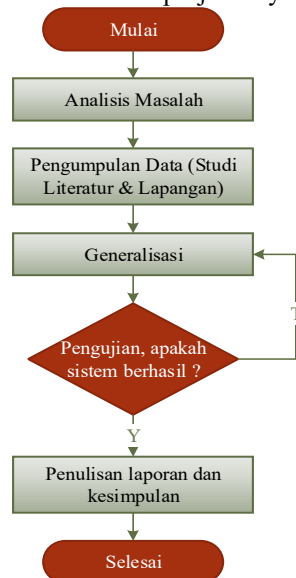 Mulai
Analisis Masalah
Pengumpulan Data (Studi
Literatur & Lapangan)
Generalisasi
Pengujian, apakah
sistem berhasil ?
T
Y
Penulisan laporan dan
kesimpulan
Selesai